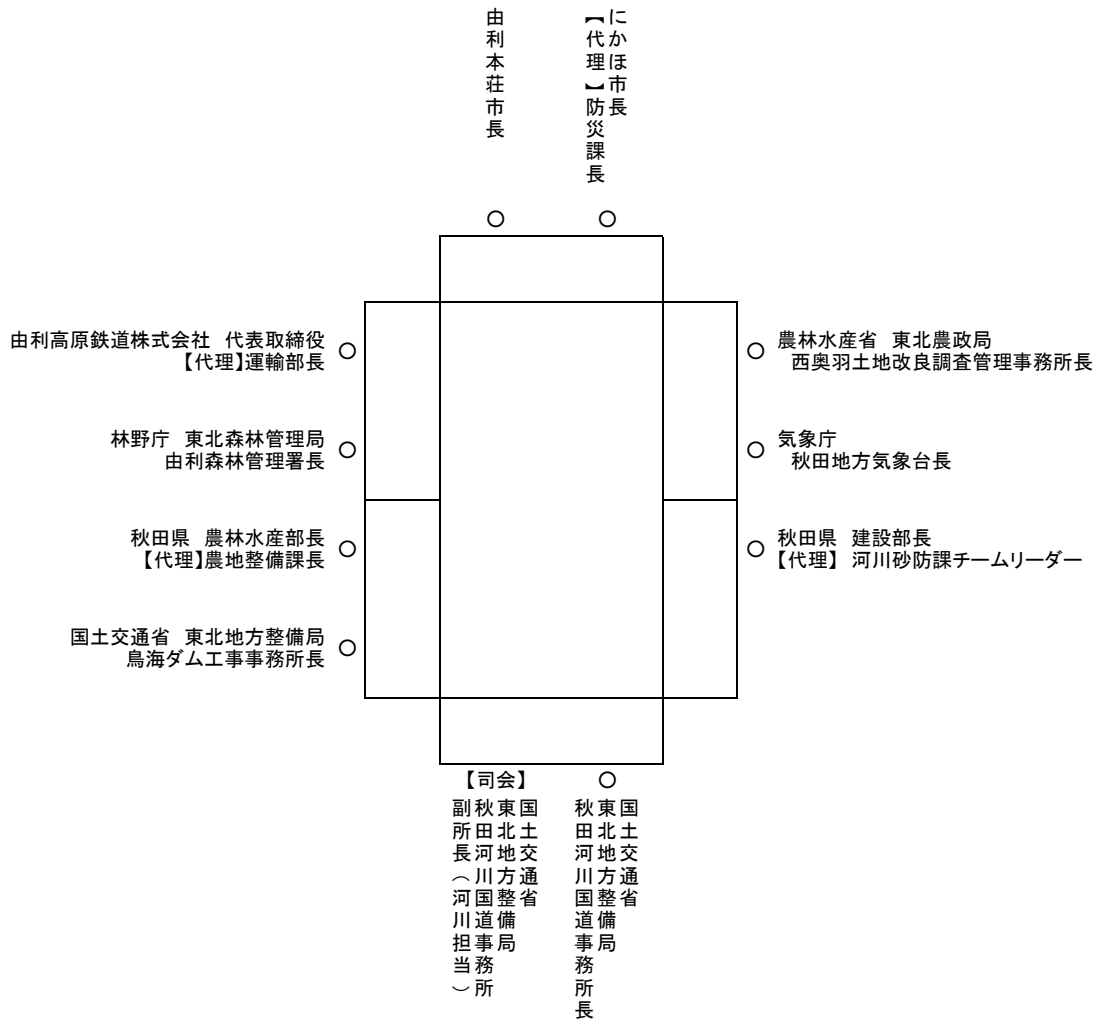 由利本荘市長
にかほ市長
【代理】防災課長
○ ○
由利高原鉄道株式会社 代表取締役
【代理】運輸部長
○
林野庁 東北森林管理局
由利森林管理署長
○
秋田県 農林水産部長
【代理】農地整備課長
○
国土交通省 東北地方整備局
鳥海ダム工事事務所長
○
○
農林水産省 東北農政局
西奥羽土地改良調査管理事務所長
○
気象庁
秋田地方気象台長
○
秋田県 建設部長
【代理】 河川砂防課チームリーダー
【司会】
国土交通省
東北地方整備局
秋田河川国道事務所
副所長(河川担当)
○
国土交通省
東北地方整備局
秋田河川国道事務所長